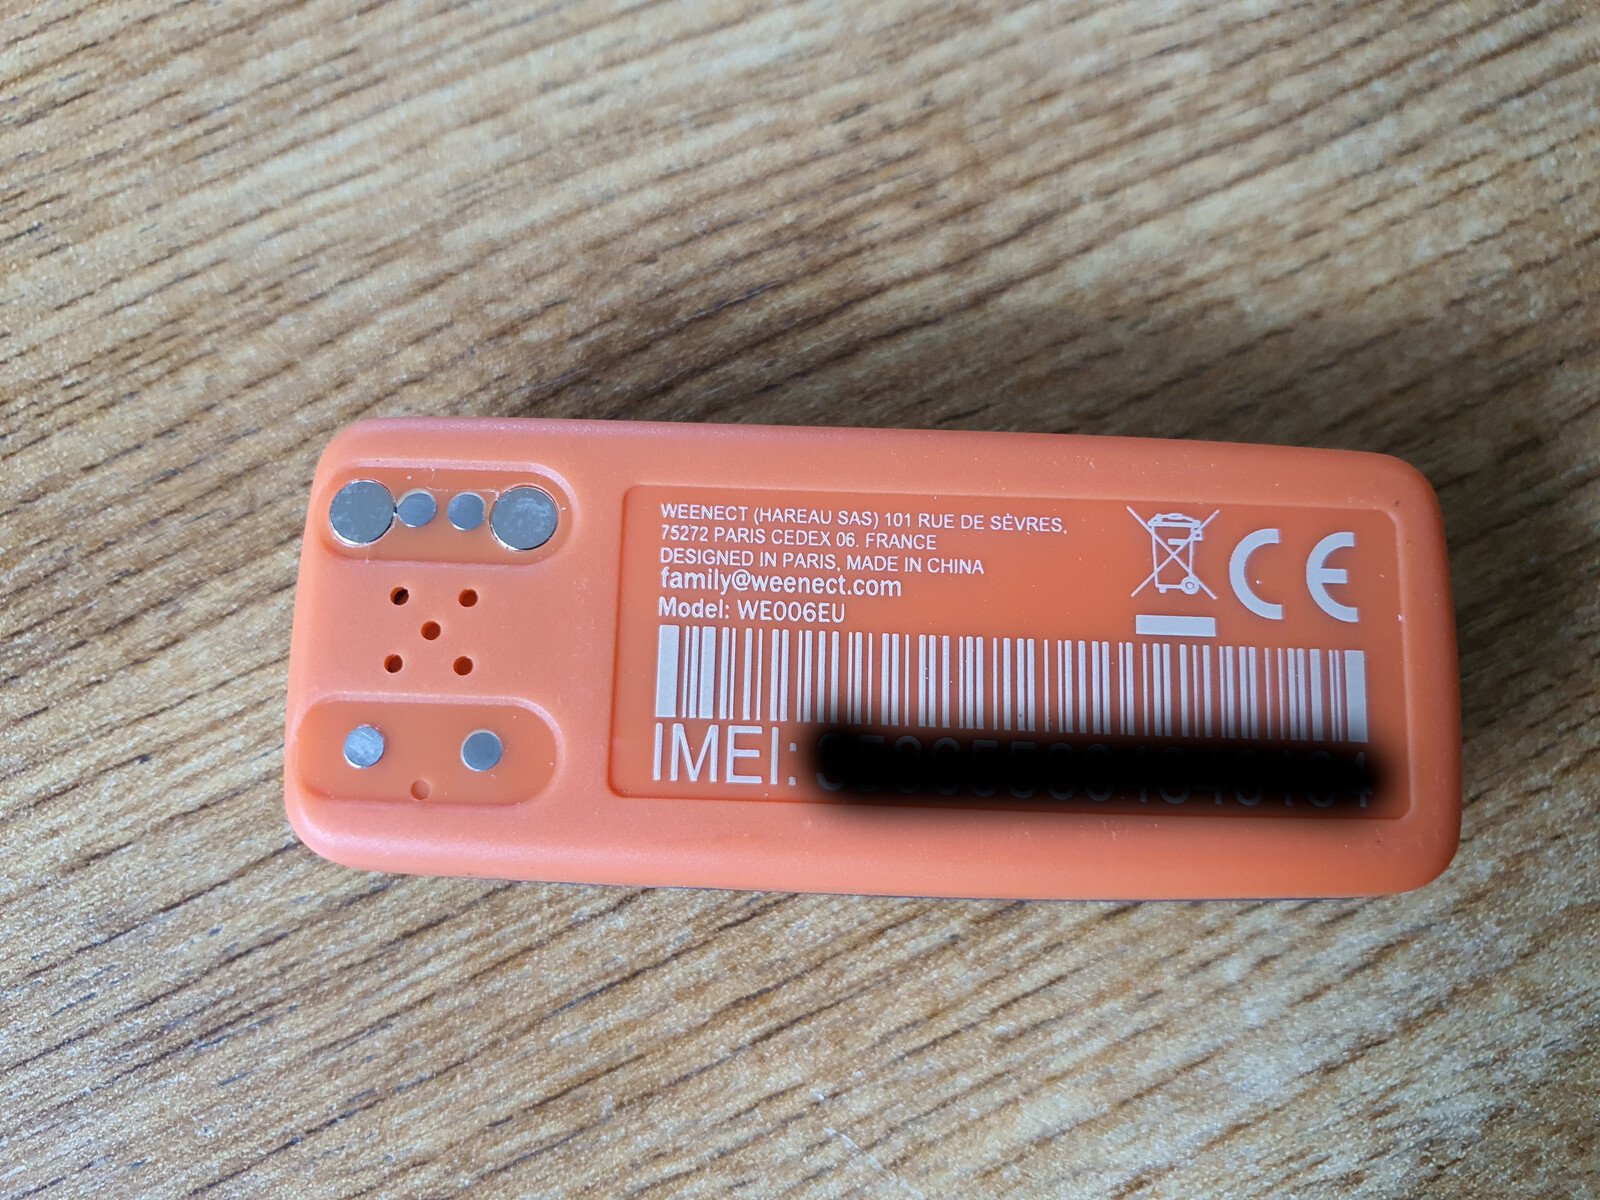 WEENECT (HAREAU SAS) 101 RUE DE SÈVRES,
75272 PARIS CEDEX 06. FRANCE
DESIGNED IN PARIS, MADE IN CHINA
family@weenect.com
Model: WE006EU
CE
IMEI: